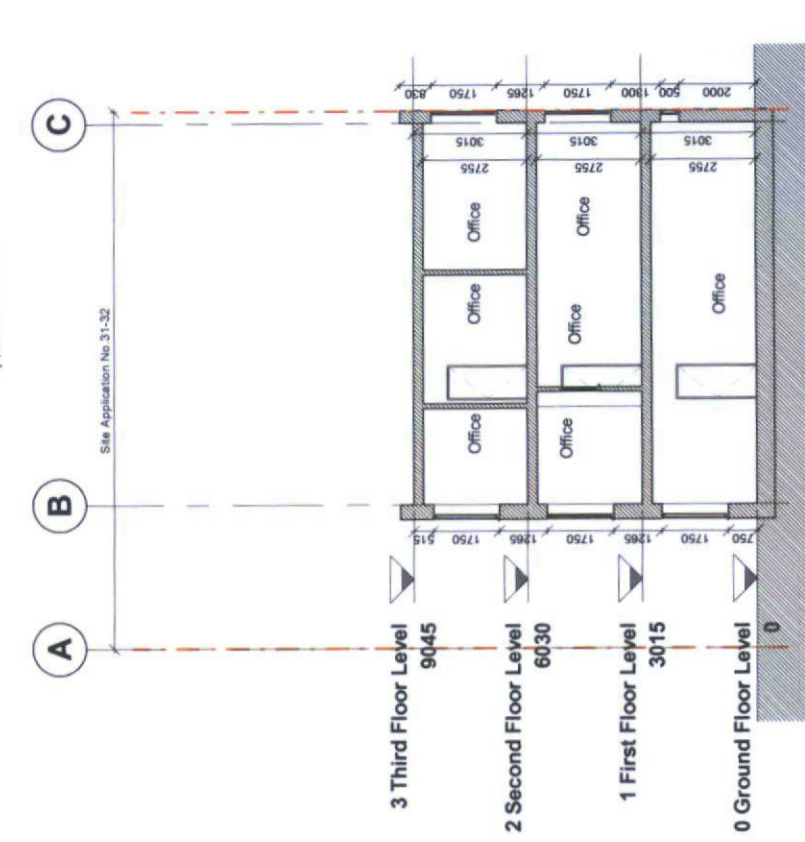 A
B
C
Site Application No.31-32
3 Third Floor Level
9045
2 Second Floor Level
6030
1 First Floor Level
3015
0 Ground Floor Level
0
515
1750
1265
1750
1265
1750
750
Office
Office
Office
Office
Office
Office
Office
2755
2755
2755
3015
3015
3015
830
1750
1265
1750
1300
500
2000